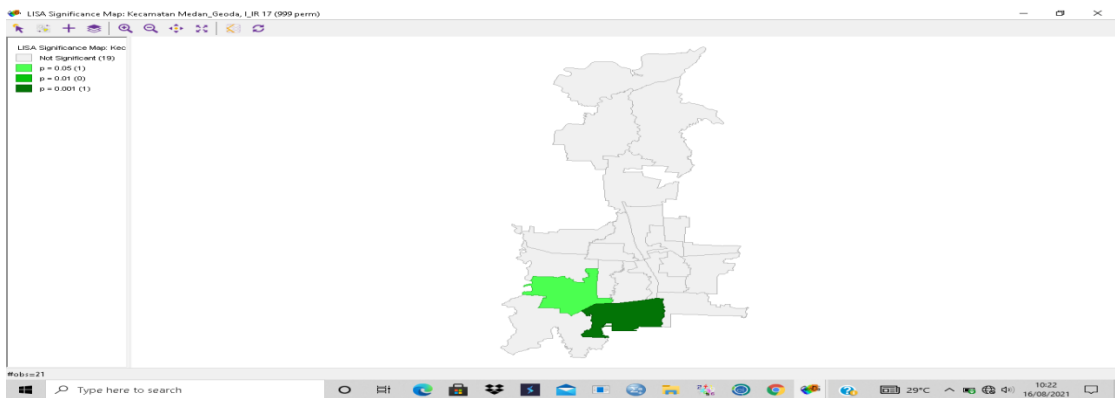 LISA Significance Map: Kecamatan Medan_Geoda, I_IR 17 (999 perm)
LISA Significance Map: Kec
Not Significant (19)
p = 0.05 (1)
p = 0.01 (0)
p = 0.001 (1)
#obs=21
Type here to search
29°C
10:22
16/08/2021